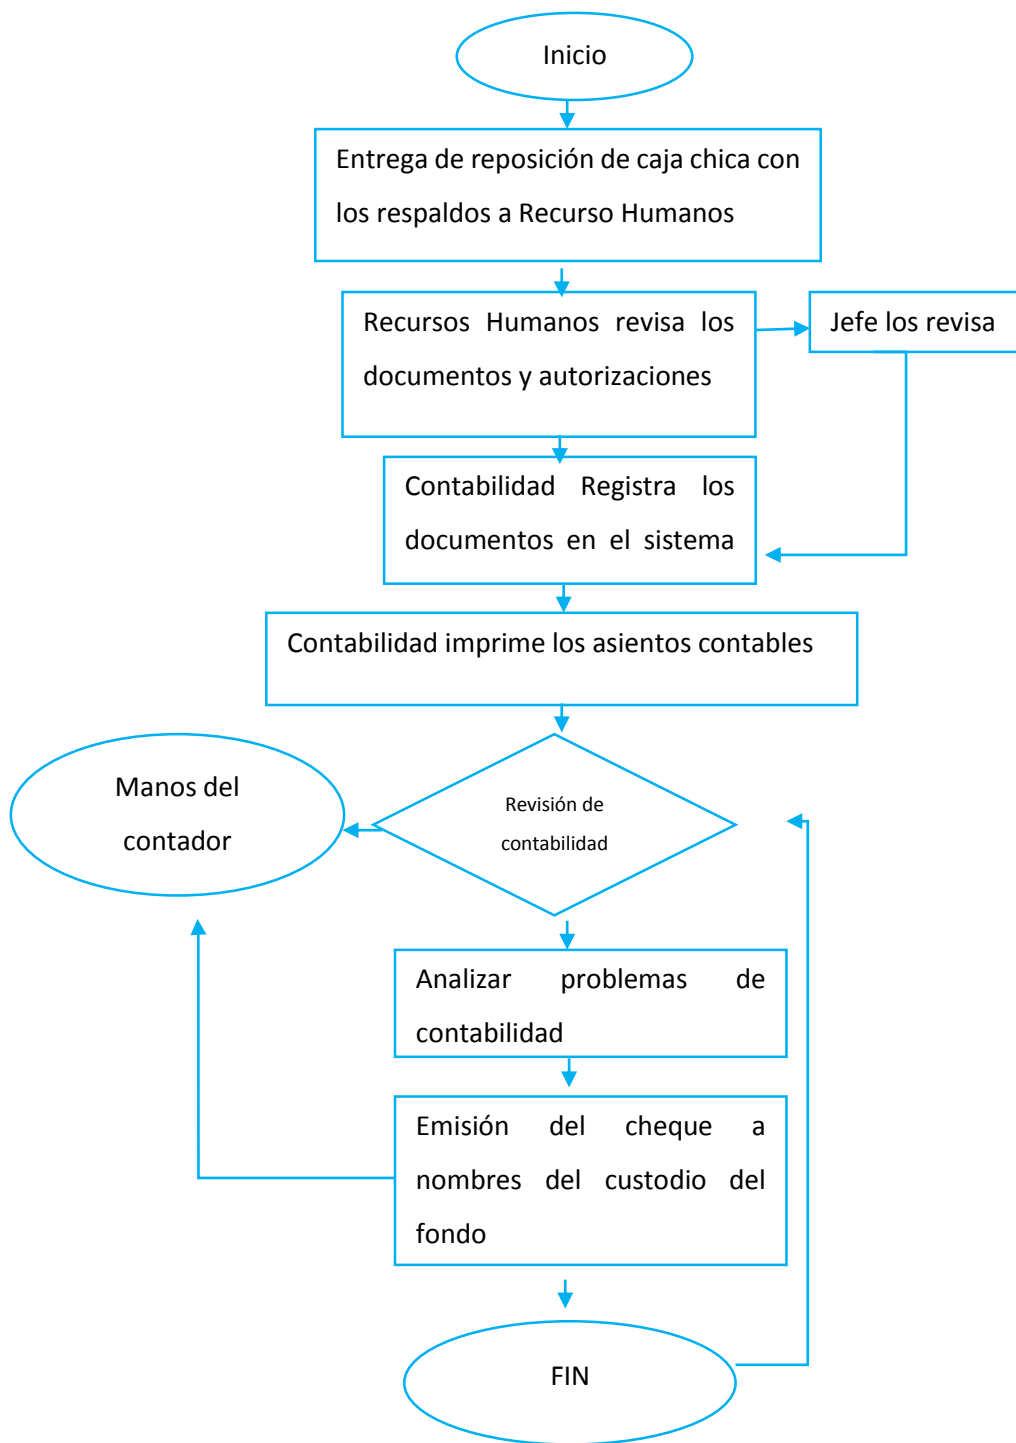 Inicio
Entrega de reposición de caja chica con
los respaldos a Recurso Humanos
Recursos Humanos revisa los
documentos y autorizaciones
Jefe los revisa
Contabilidad Registra los
documentos en el sistema
Contabilidad imprime los asientos contables
Manos del
contador
Revisión de
contabilidad
Analizar problemas de
contabilidad
Emisión del cheque a
nombres del custodio del
fondo
FIN